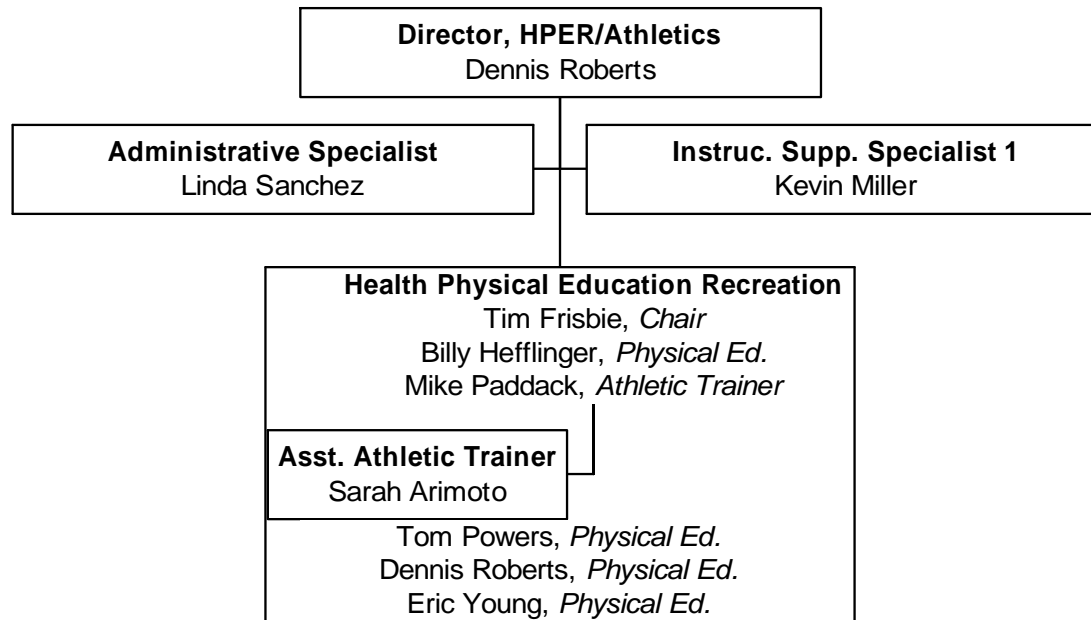 Director, HPER/Athletics
Dennis Roberts
Administrative Specialist
Linda Sanchez
Instruc. Supp. Specialist 1
Kevin Miller
Health Physical Education Recreation
Tim Frisbie, Chair
Billy Hefflinger, Physical Ed.
Mike Paddack, Athletic Trainer
Asst. Athletic Trainer
Sarah Arimoto
Tom Powers, Physical Ed.
Dennis Roberts, Physical Ed.
Eric Young, Physical Ed.